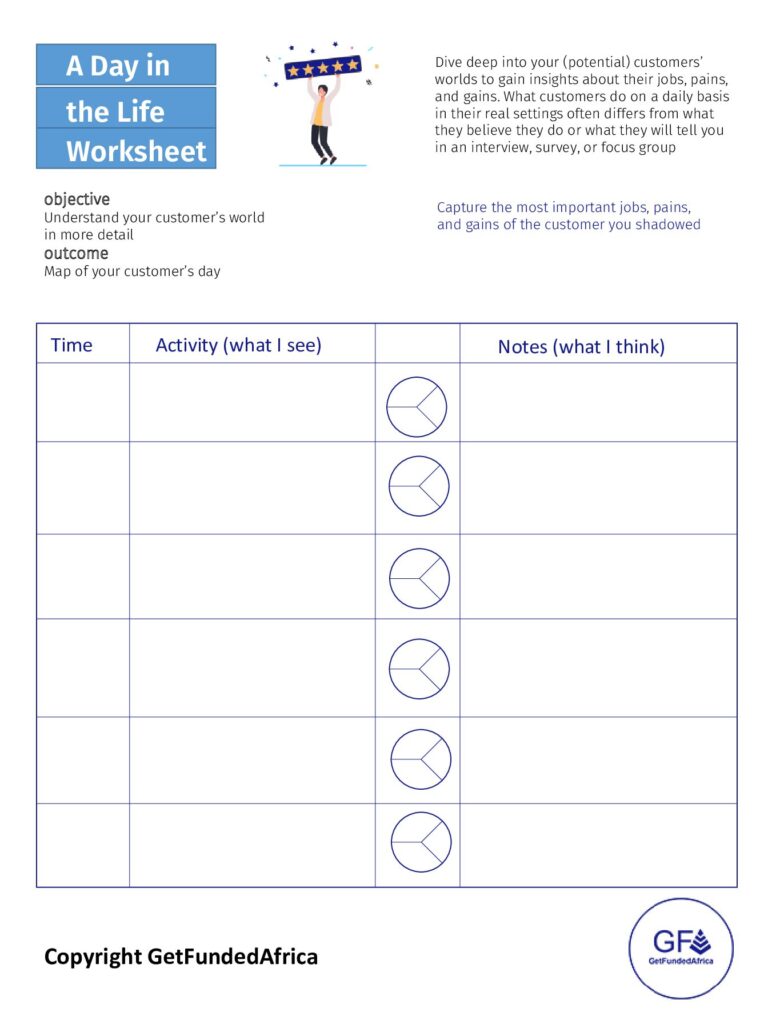 A Day in
the Life
Worksheet
Dive deep into your (potential) customers'
worlds to gain insights about their jobs, pains,
and gains. What customers do on a daily basis
in their real settings often differs from what
they believe they do or what they will tell you
in an interview, survey, or focus group
objective
Understand your customer's world
in more detail
outcome
Map of your customer's day
Capture the most important jobs, pains,
and gains of the customer you shadowed
Time
Activity (what I see)
Notes (what I think)
Copyright GetFundedAfrica
GF
GetFundedAfrica